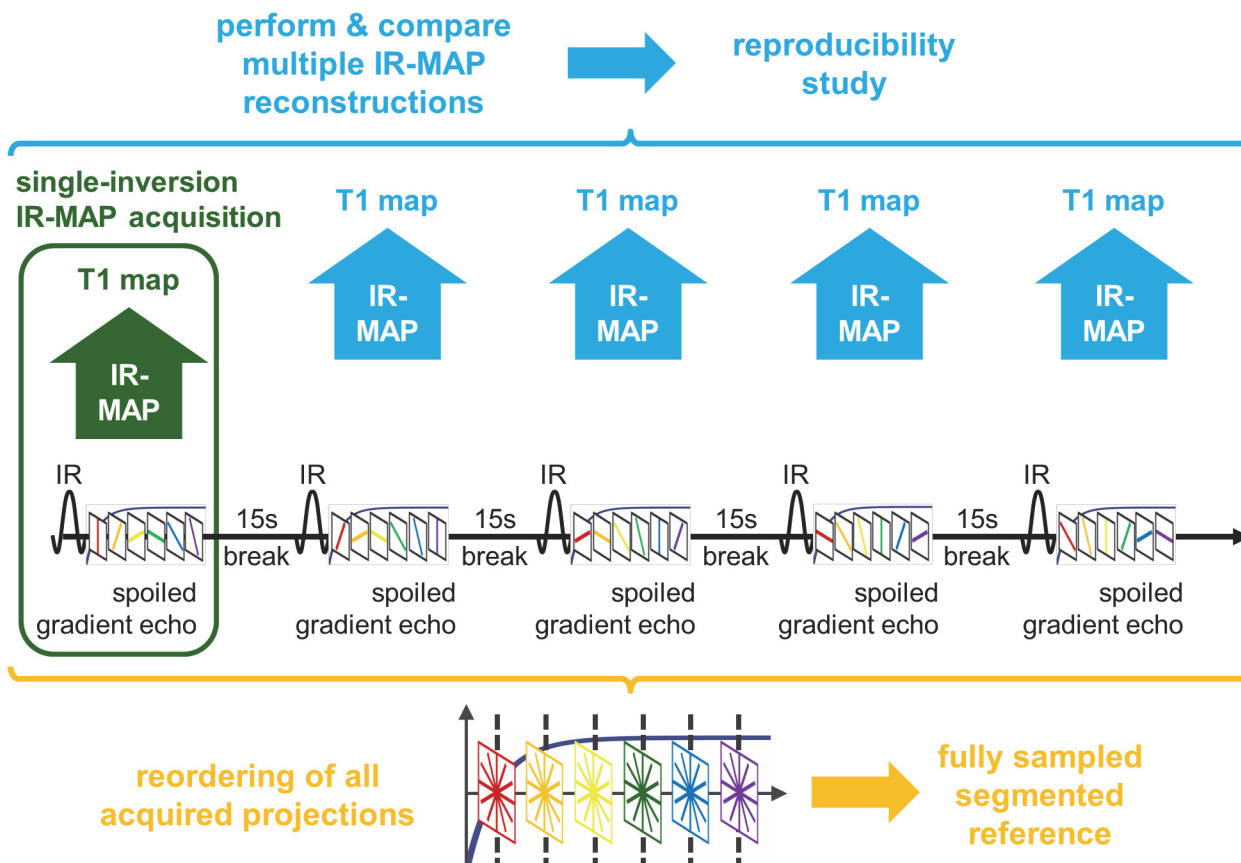 perform & compare
multiple IR-MAP
reconstructions
reproducibility
study
single-inversion
IR-MAP acquisition
T1 map
IR-
MAP
T1 map
IR-
MAP
T1 map
IR-
MAP
T1 map
IR-
MAP
T1 map
IR-
MAP
IR
spoiled
gradient echo
15s
break
IR
spoiled
gradient echo
15s
break
IR
spoiled
gradient echo
15s
break
IR
spoiled
gradient echo
15s
break
IR
spoiled
gradient echo
reordering of all
acquired projections
fully sampled
segmented
reference